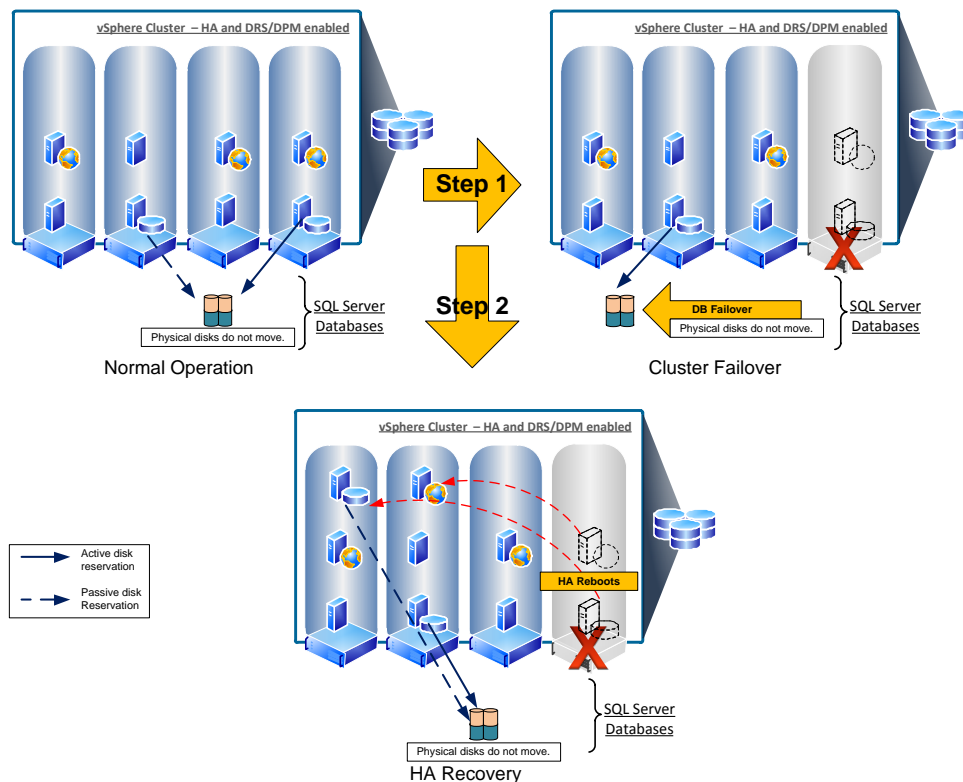 vSphere Cluster – HA and DRS/DPM enabled
Step 1
Step 2
SQL Server
Databases
Physical disks do not move.
Normal Operation
vSphere Cluster – HA and DRS/DPM enabled
DB Failover
Physical disks do not move.
SQL Server
Databases
Cluster Failover
vSphere Cluster – HA and DRS/DPM enabled
HA Reboots
Active disk
reservation
Passive disk
Reservation
SQL Server
Databases
Physical disks do not move.
HA Recovery